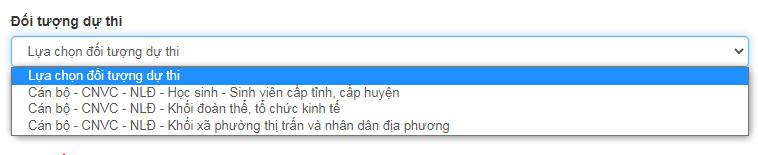 Đối tượng dự thi
Lựa chọn đối tượng dự thi
Lựa chọn đối tượng dự thi
Cán bộ - CNVC - NLĐ - Học sinh - Sinh viên cấp tỉnh, cấp huyện
Cán bộ - CNVC - NLĐ - Khối đoàn thể, tổ chức kinh tế
Cán bộ - CNVC - NLĐ - Khối xã phường thị trấn và nhân dân địa phương